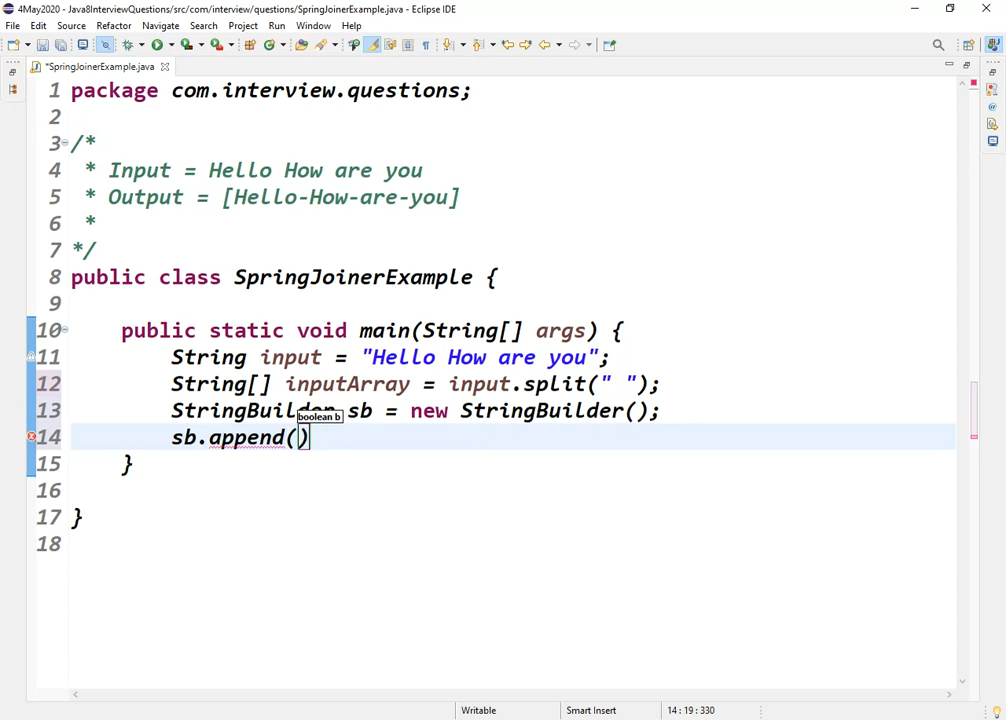 4May2020 - Java8InterviewQuestions/src/com/interview/questions/SpringJoinerExample.java - Eclipse IDE
File Edit Source Refactor Navigate Search Project Run Window Help
*SpringJoinerExample.java
1 package com.interview.questions;
2
3 /*
4 * Input = Hello How are you
5 * Output = [Hello-How-are-you]
6 *
7 */
8 public class SpringJoinerExample {
9
10 public static void main(String[] args) {
11 String input = "Hello How are you";
12 String[] inputArray = input.split(" ");
13 StringBuilder sb = new StringBuilder();
boolean b
14 sb.append()
15 }
16
17 }
18
Writable Smart Insert 14 : 19 : 330